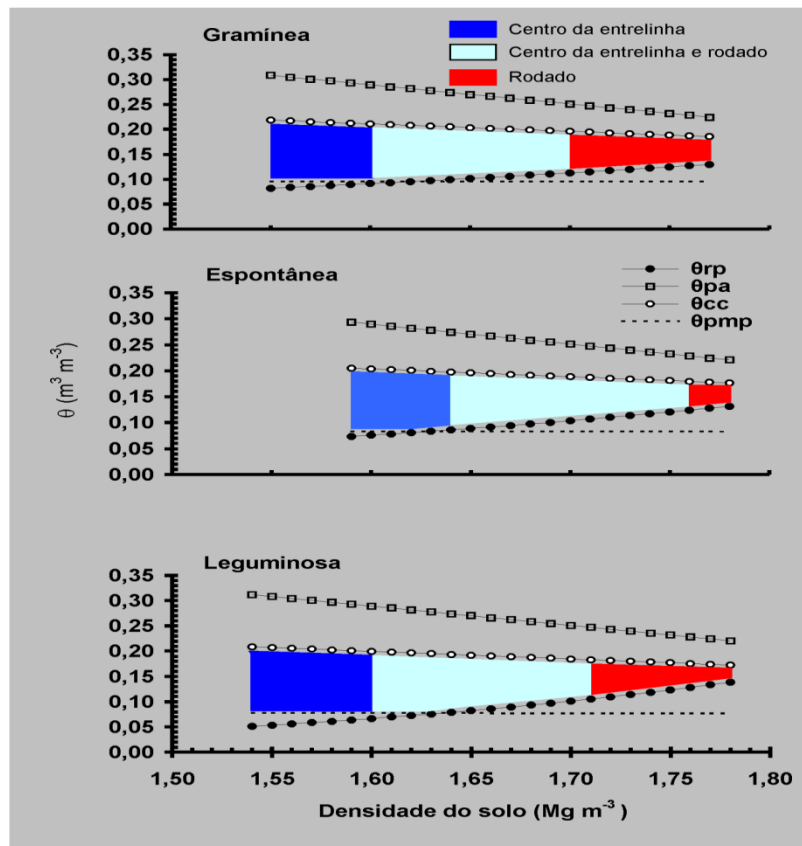 Gramínea
Centro da entrelinha
Centro da entrelinha e rodado
Rodado
0,35
0,30
0,25
0,20
0,15
0,10
0,05
0,00
Espontânea
θrp
θpa
θcc
θpmp
0,35
0,30
0,25
0,20
0,15
0,10
0,05
0,00
θ (m³ m⁻³)
Leguminosa
0,35
0,30
0,25
0,20
0,15
0,10
0,05
0,00
1,50 1,55 1,60 1,65 1,70 1,75 1,80
Densidade do solo (Mg m⁻³)